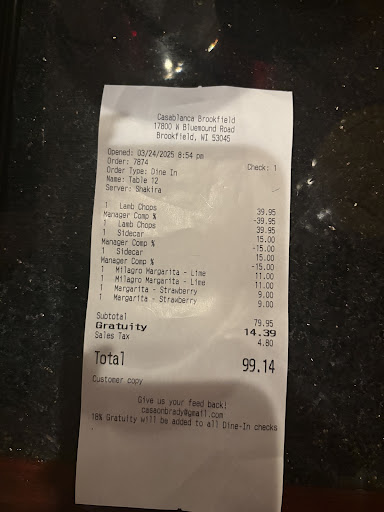 Casablanca Brookfield
17800 W Bluemound Road
Brookfield, WI 53045
Opened: 03/24/2025 8:54 pm
Order: 7874 Check: 1
Order Type: Dine In
Name: Table 12
Server: Shakira
1 Lamb Chops 39.95
Manager Comp % -39.95
1 Lamb Chops 39.95
1 Sidecar 15.00
Manager Comp % -15.00
1 Sidecar 15.00
Manager Comp % -15.00
1 Milagro Margarita - Lime 11.00
1 Milagro Margarita - Lime 11.00
1 Margarita - Strawberry 9.00
1 Margarita - Strawberry 9.00
Subtotal 79.95
Gratuity 14.39
Sales Tax 4.80
Total 99.14
Customer copy
Give us your feed back!
casaonbrady@gmail.com
18% Gratuity will be added to all Dine-In checks